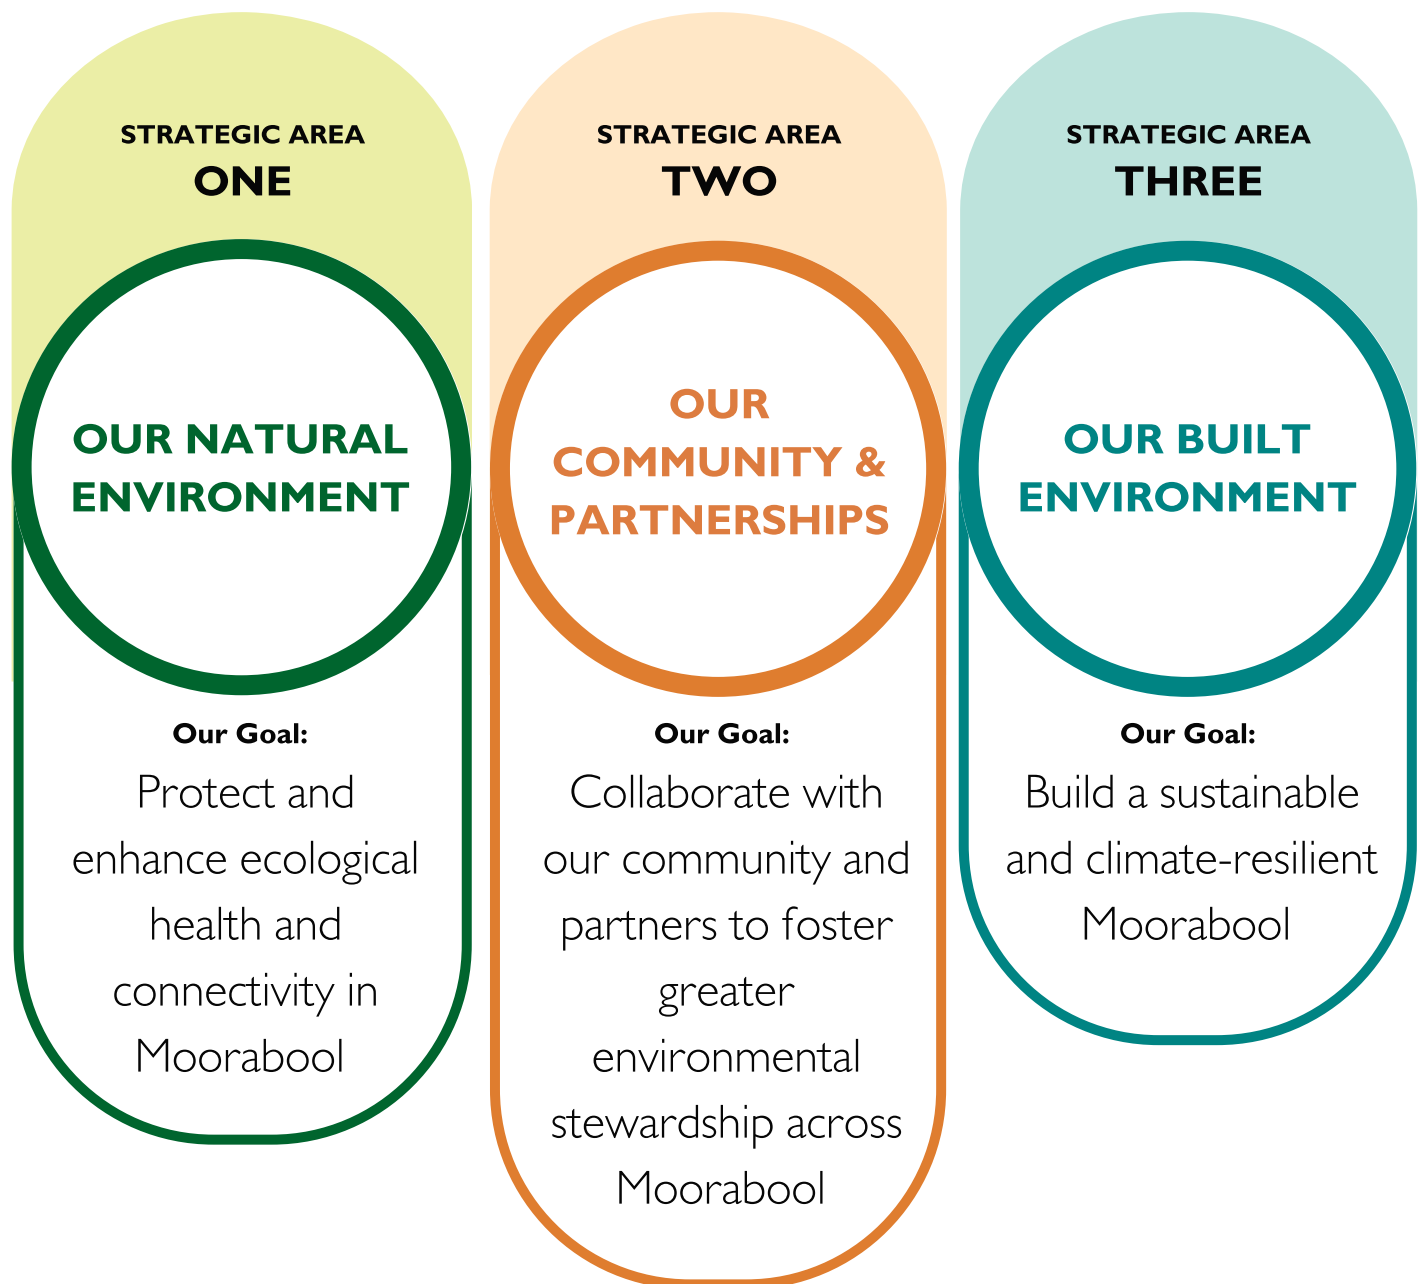 STRATEGIC AREA
ONE
OUR NATURAL
ENVIRONMENT
Our Goal:
Protect and
enhance ecological
health and
connectivity in
Moorabool
STRATEGIC AREA
TWO
OUR
COMMUNITY &
PARTNERSHIPS
Our Goal:
Collaborate with
our community and
partners to foster
greater
environmental
stewardship across
Moorabool
STRATEGIC AREA
THREE
OUR BUILT
ENVIRONMENT
Our Goal:
Build a sustainable
and climate-resilient
Moorabool